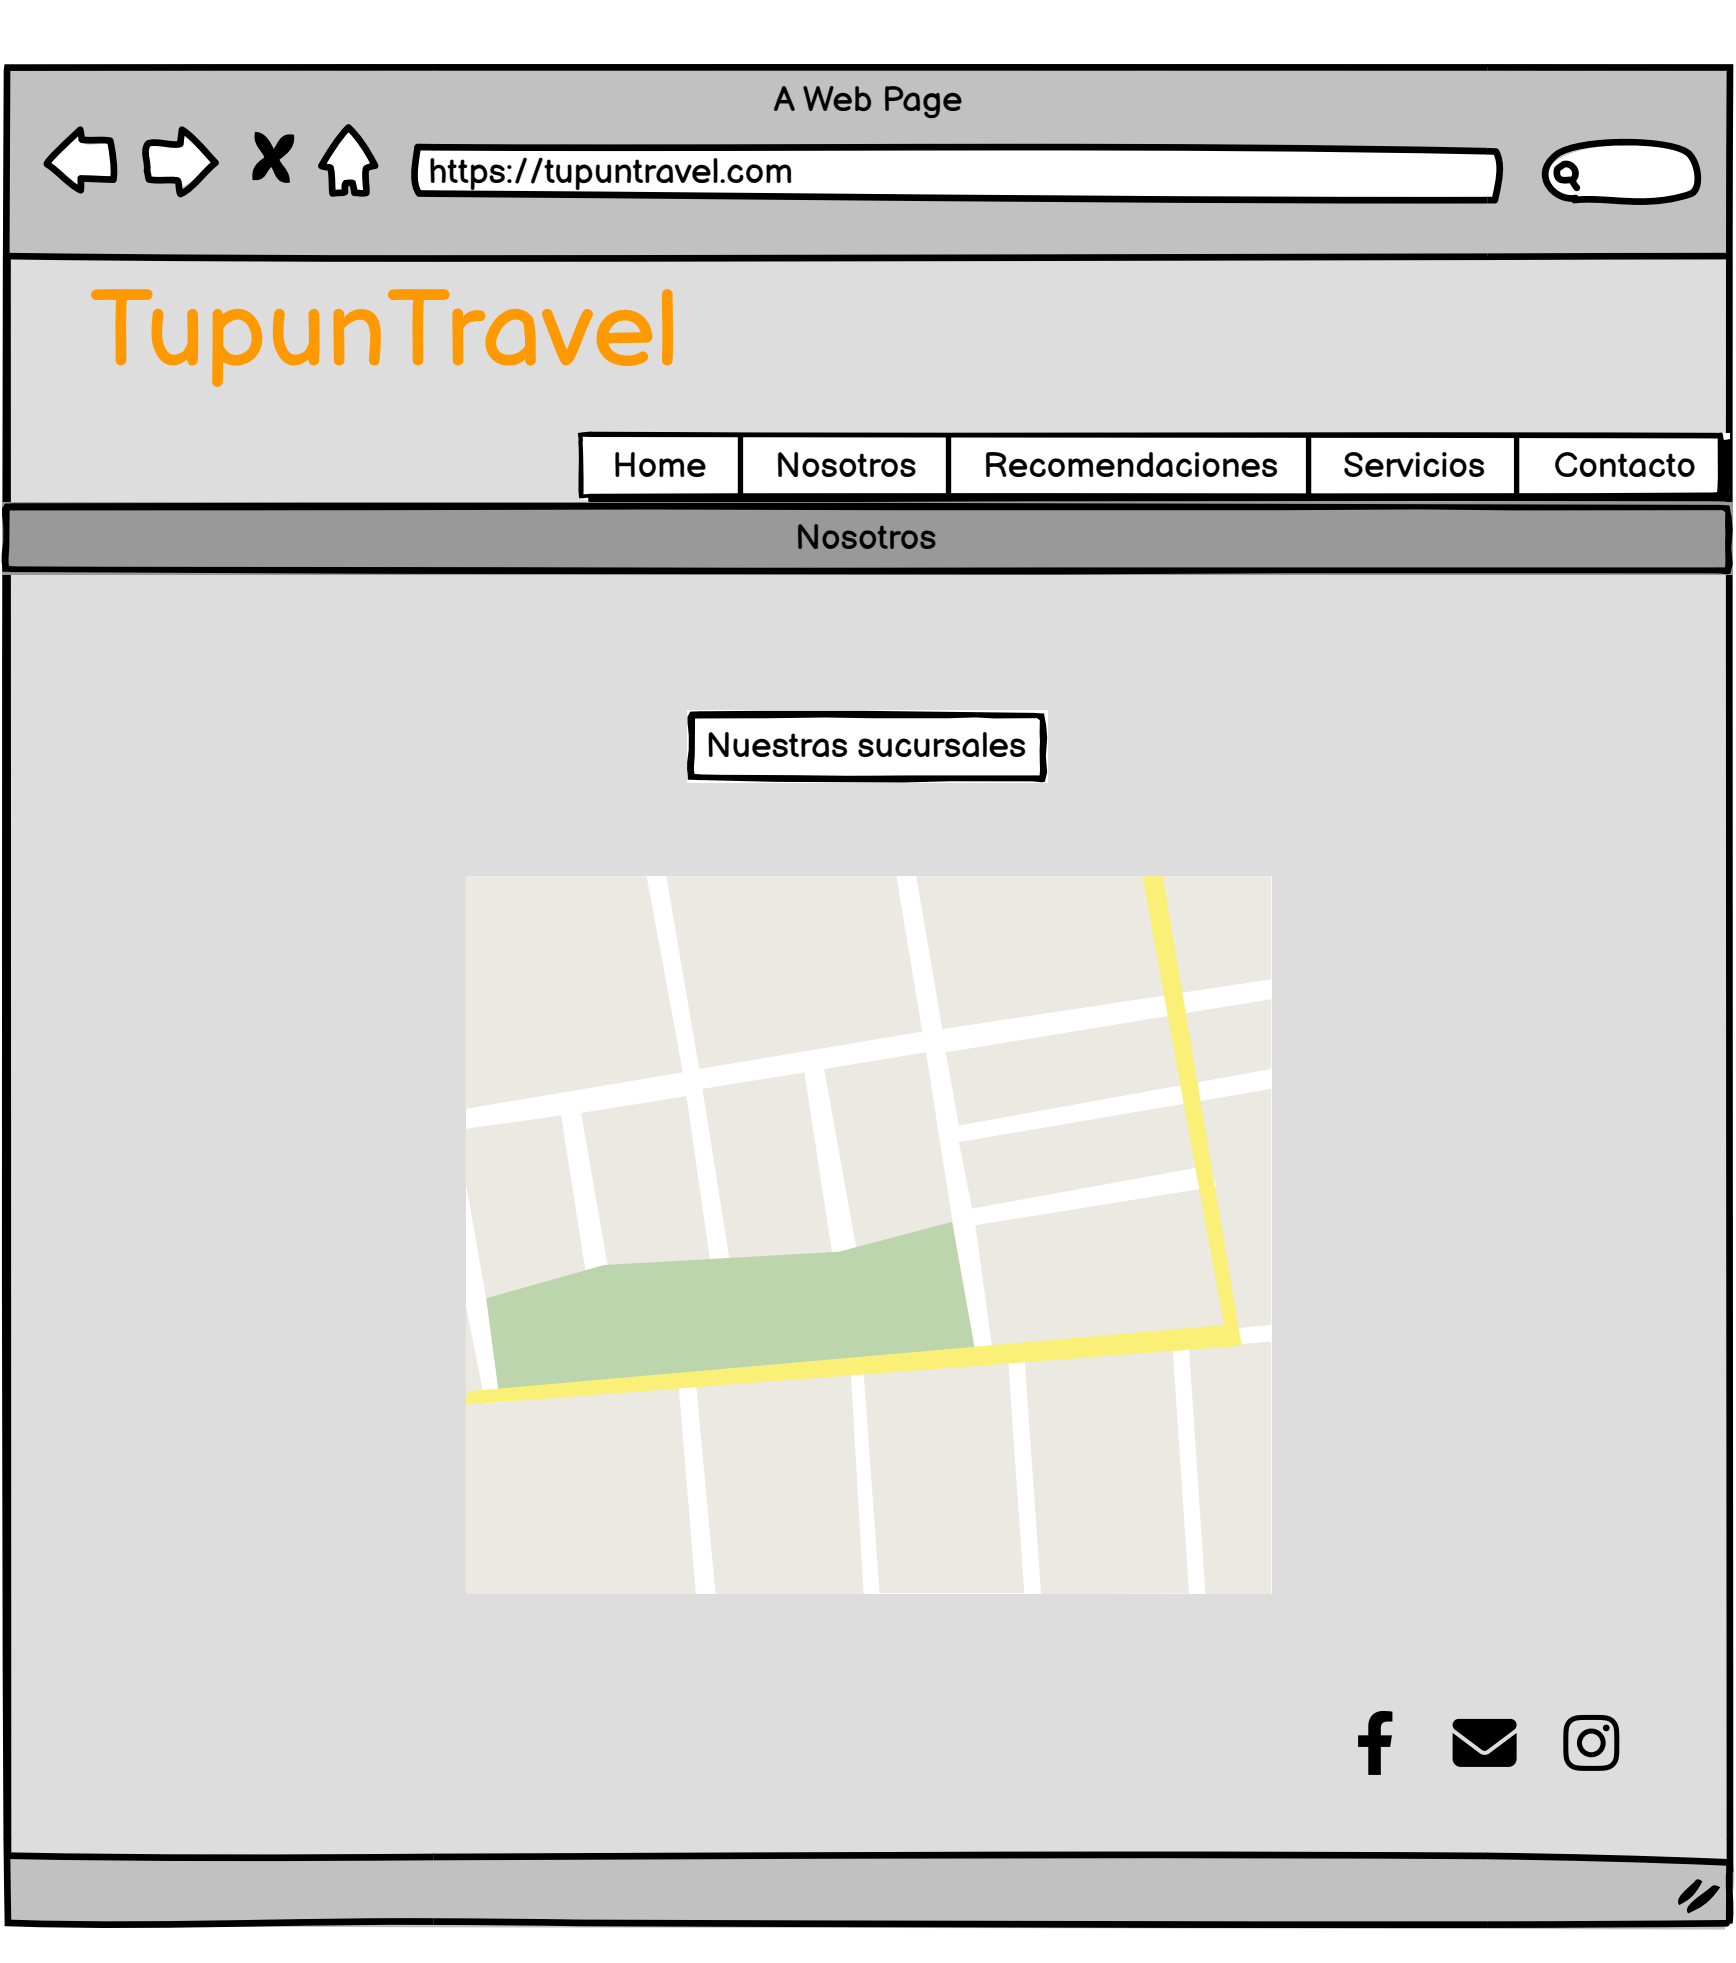 A Web Page
https://tupuntravel.com
TupunTravel
Home Nosotros Recomendaciones Servicios Contacto
Nosotros
Nuestras sucursales